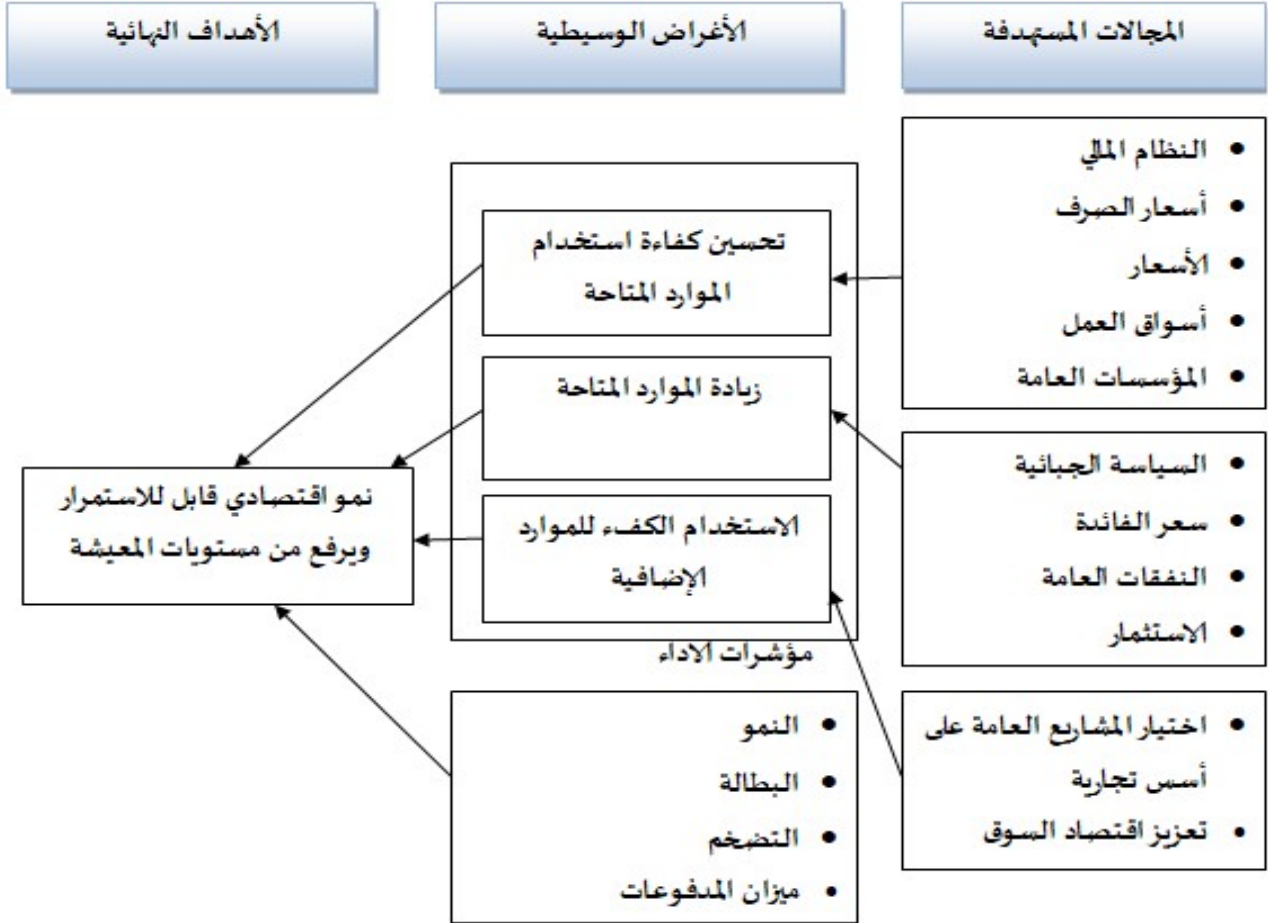 المجالات المستهدفة
الأغراض الوسيطية
الأهداف النهائية
• النظام المالي
• أسعار الصرف
• الأسعار
• أسواق العمل
• المؤسسات العامة
• السياسة الجبائية
• سعر الفائدة
• النفقات العامة
• الاستثمار
• اختيار المشاريع العامة على
أسس تجارية
• تعزيز اقتصاد السوق
تحسين كفاءة استخدام
الموارد المتاحة
زيادة الموارد المتاحة
الاستخدام الكفء للموارد
الإضافية
مؤشرات الاداء
• النمو
• البطالة
• التضخم
• ميزان المدفوعات
نمو اقتصادي قابل للاستمرار
ويرفع من مستويات المعيشة